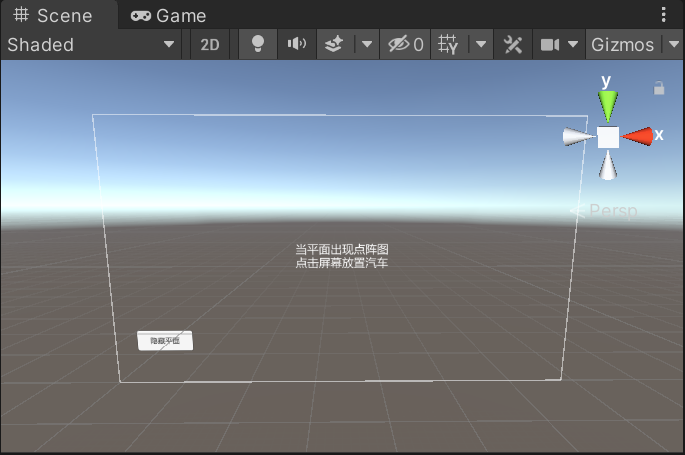 Scene
Game
Shaded
2D
0
Gizmos
y
x
Persp
当平面出现点阵图
点击屏幕放置汽车
隐藏平面